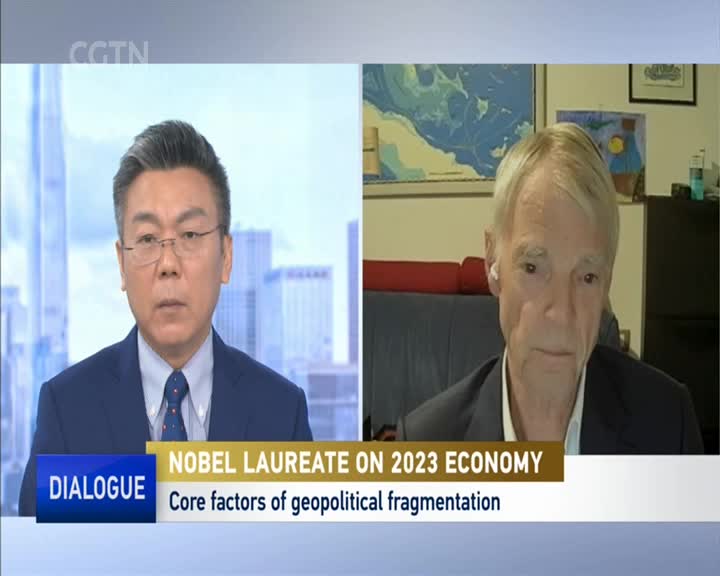 CGTN
NOBEL LAUREATE ON 2023 ECONOMY
DIALOGUE
Core factors of geopolitical fragmentation